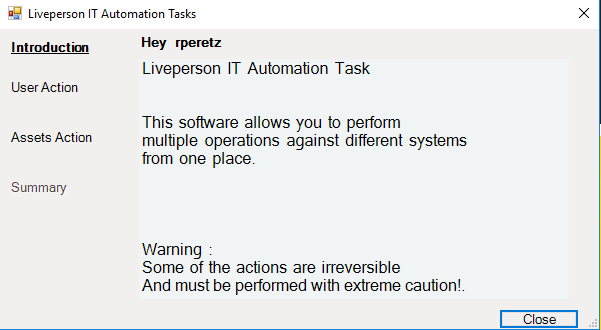 Liveperson IT Automation Tasks
Introduction
Hey rperetz
Liveperson IT Automation Task
User Action
This software allows you to perform
multiple operations against different systems
from one place.
Assets Action
Summary
Warning :
Some of the actions are irreversible
And must be performed with extreme caution!.
Close